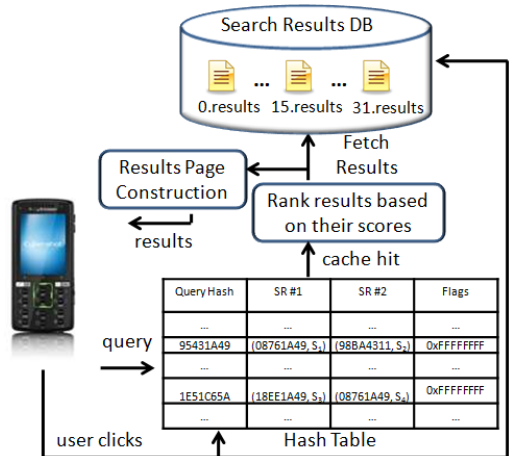 Search Results DB
... ...
0.results 15.results 31.results
Fetch
Results
Results Page
Construction
Rank results based
on their scores
results
cache hit
Query Hash SR #1 SR #2 Flags
... ... ... ...
query
95431A49 (08761A49, S₁) (98BA4311, S₂) 0xFFFFFFFF
... ... ... ...
1E51C65A (18EE1A49, S₃) (08761A49, S₄) 0xFFFFFFFF
... ... ... ...
user clicks Hash Table